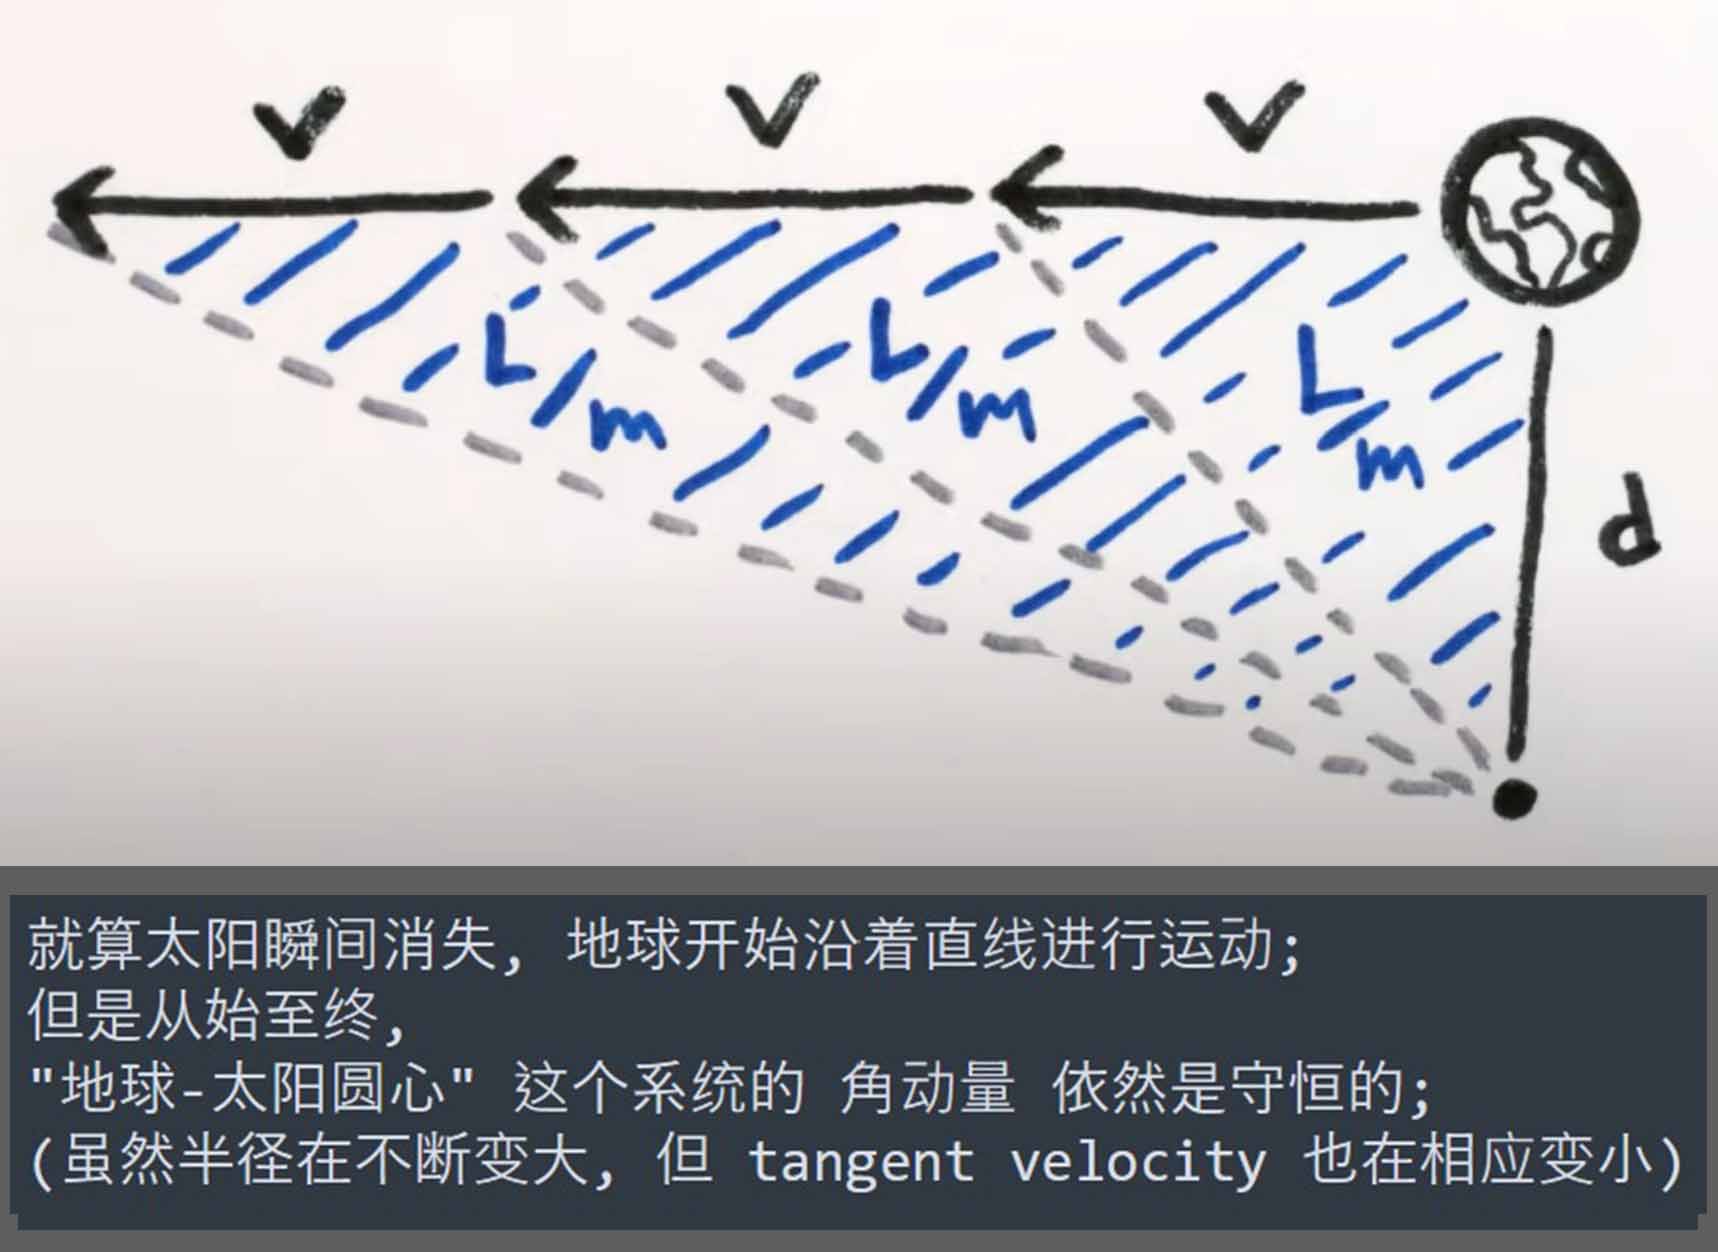 V V V
L/m L/m L/m
d
就算太阳瞬间消失, 地球开始沿着直线进行运动;
但是从始至终,
"地球-太阳圆心" 这个系统的 角动量 依然是守恒的;
(虽然半径在不断变大, 但 tangent velocity 也在相应变小)